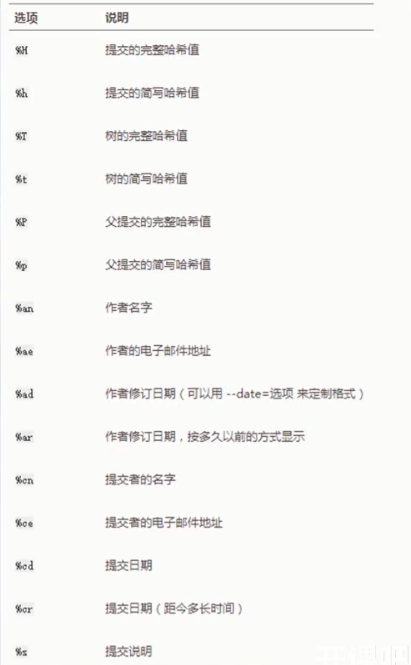 选项 说明
%H 提交的完整哈希值
%h 提交的简写哈希值
%T 树的完整哈希值
%t 树的简写哈希值
%P 父提交的完整哈希值
%p 父提交的简写哈希值
%an 作者名字
%ae 作者的电子邮件地址
%ad 作者修订日期（可以用 --date=选项 来定制格式）
%ar 作者修订日期，按多久以前的方式显示
%cn 提交者的名字
%ce 提交者的电子邮件地址
%cd 提交日期
%cr 提交日期（距今多长时间）
%s 提交说明